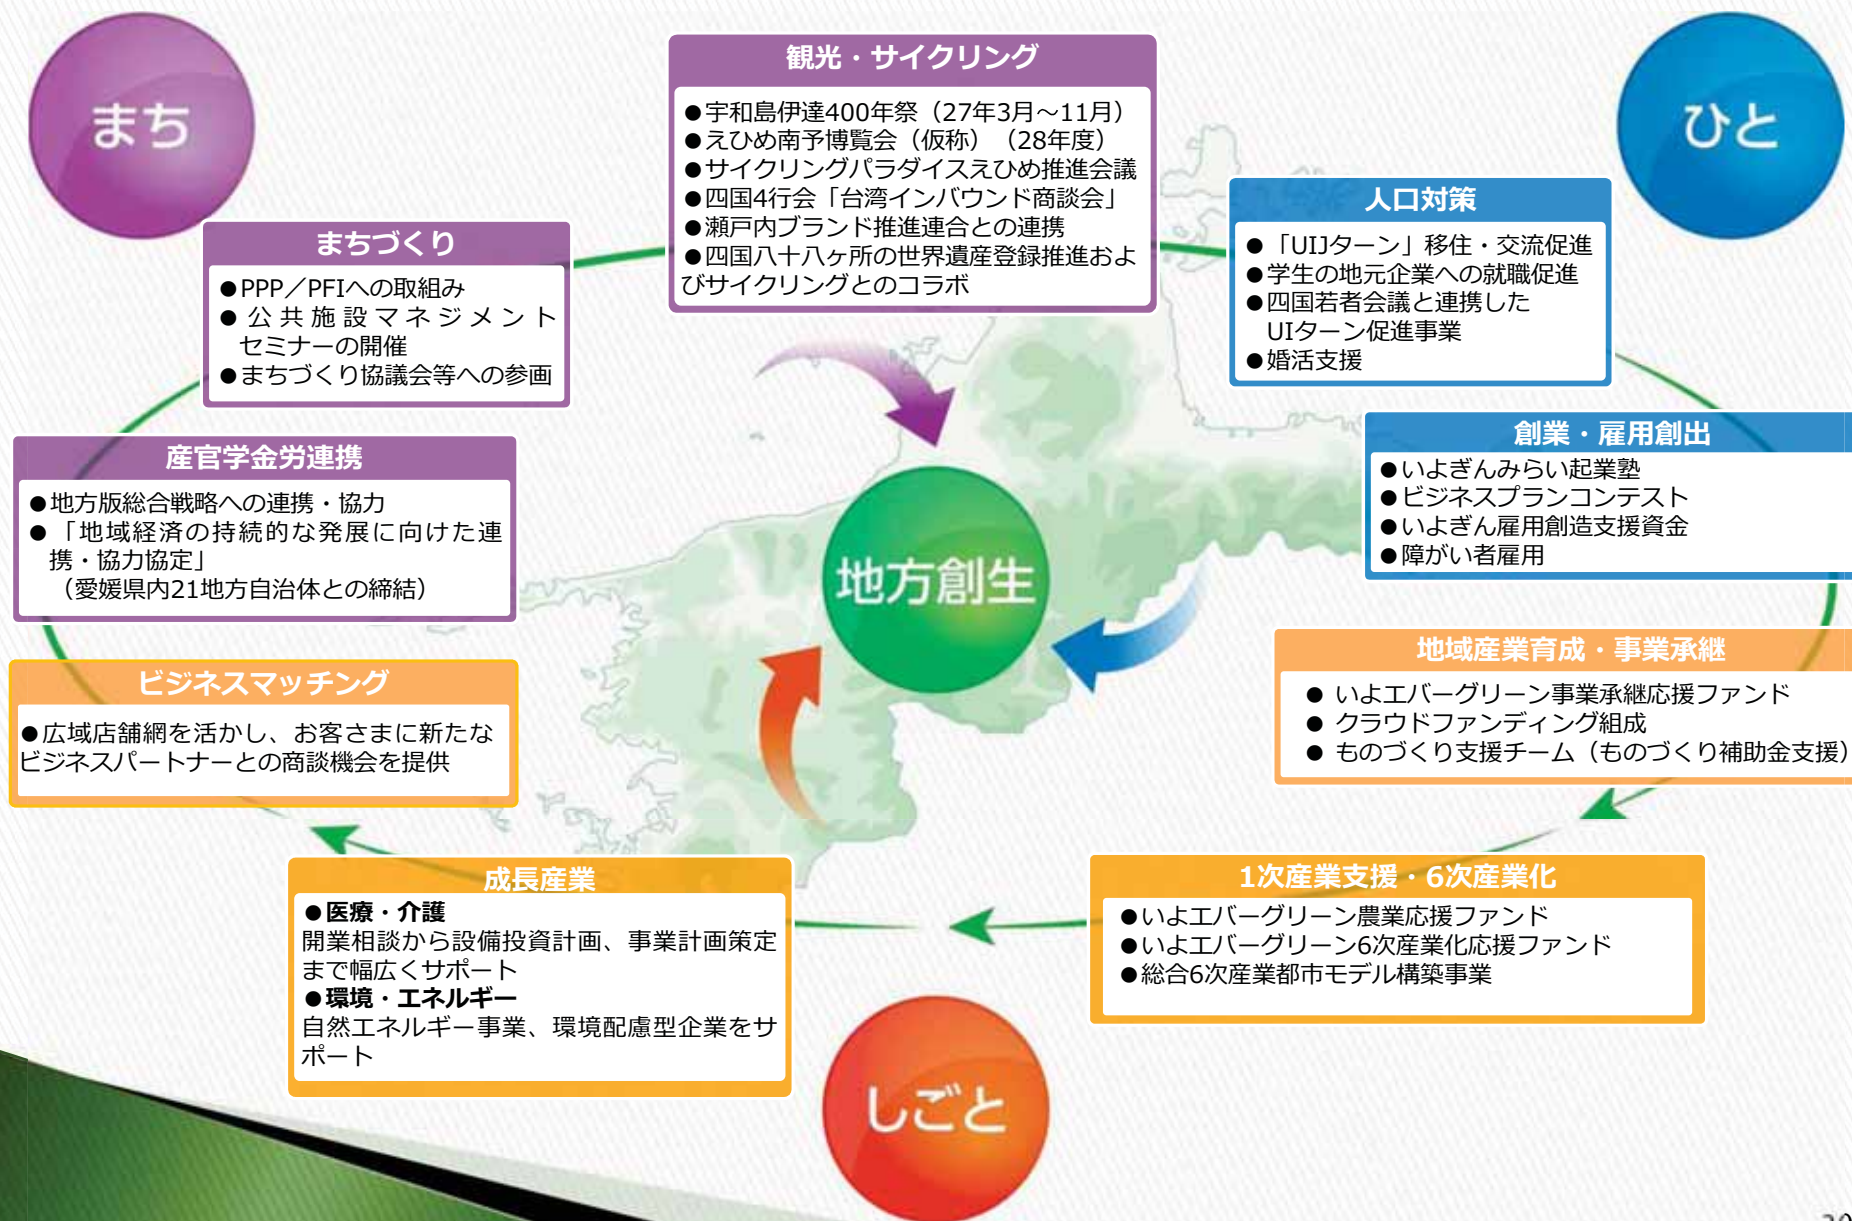 まち
観光・サイクリング
●宇和島伊達400年祭（27年3月～11月）
●えひめ南予博覧会（仮称）（28年度）
●サイクリングパラダイスえひめ推進会議
●四国4行会「台湾インバウンド商談会」
●瀬戸内ブランド推進連合との連携
●四国八十八ヶ所の世界遺産登録推進およ
びサイクリングとのコラボ
ひと
人口対策
●「UIJターン」移住・交流促進
●学生の地元企業への就職促進
●四国若者会議と連携した
UIターン促進事業
●婚活支援
まちづくり
●PPP／PFIへの取組み
●公共施設マネジメント
セミナーの開催
●まちづくり協議会等への参画
産官学金労連携
●地方版総合戦略への連携・協力
●「地域経済の持続的な発展に向けた連
携・協力協定」
（愛媛県内21地方自治体との締結）
創業・雇用創出
●いよぎんみらい起業塾
●ビジネスプランコンテスト
●いよぎん雇用創造支援資金
●障がい者雇用
地方創生
ビジネスマッチング
●広域店舗網を活かし、お客さまに新たな
ビジネスパートナーとの商談機会を提供
地域産業育成・事業承継
● いよエバーグリーン事業承継応援ファンド
● クラウドファンディング組成
● ものづくり支援チーム（ものづくり補助金支援）
成長産業
●医療・介護
開業相談から設備投資計画、事業計画策定
まで幅広くサポート
●環境・エネルギー
自然エネルギー事業、環境配慮型企業をサ
ポート
1次産業支援・6次産業化
●いよエバーグリーン農業応援ファンド
●いよエバーグリーン6次産業化応援ファンド
●総合6次産業都市モデル構築事業
しごと